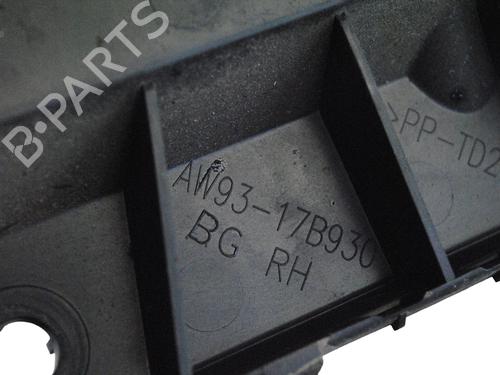 B·PARTS
AW93-17B930
BG RH
>PP-TD2